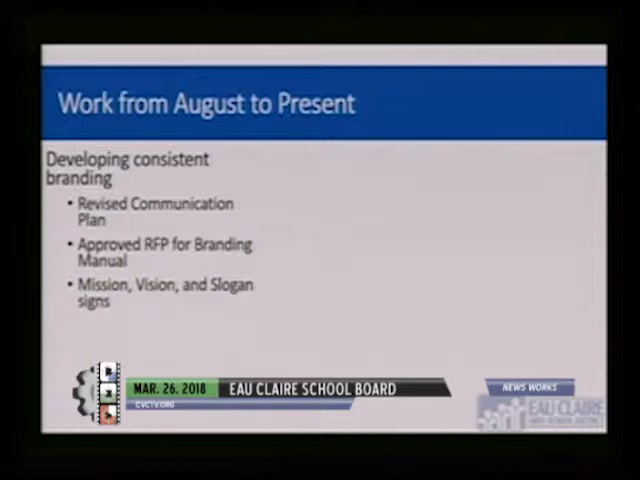 Work from August to Present
Developing consistent
branding
• Revised Communication
Plan
• Approved RFP for Branding
Manual
• Mission, Vision, and Slogan
signs
MAR. 26, 2018
EAU CLAIRE SCHOOL BOARD
NEWS WORKS
CVCTV.ORG
EAU CLAIRE